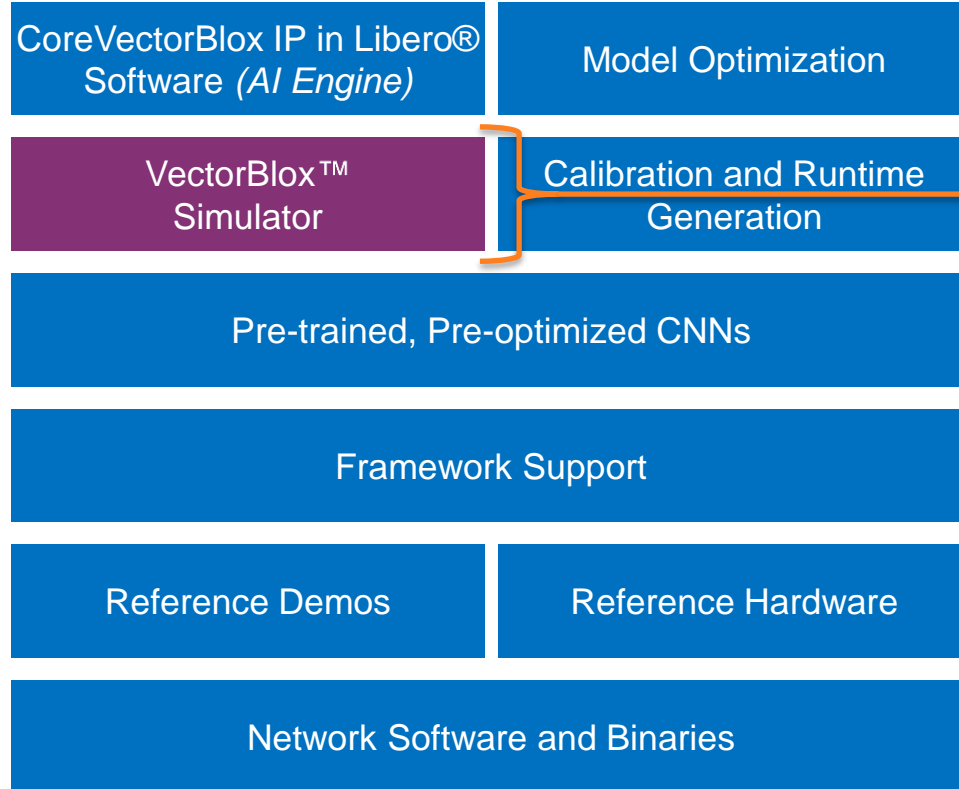 CoreVectorBlox IP in Libero®
Software (AI Engine)
Model Optimization
VectorBlox™
Simulator
Calibration and Runtime
Generation
Pre-trained, Pre-optimized CNNs
Framework Support
Reference Demos
Reference Hardware
Network Software and Binaries